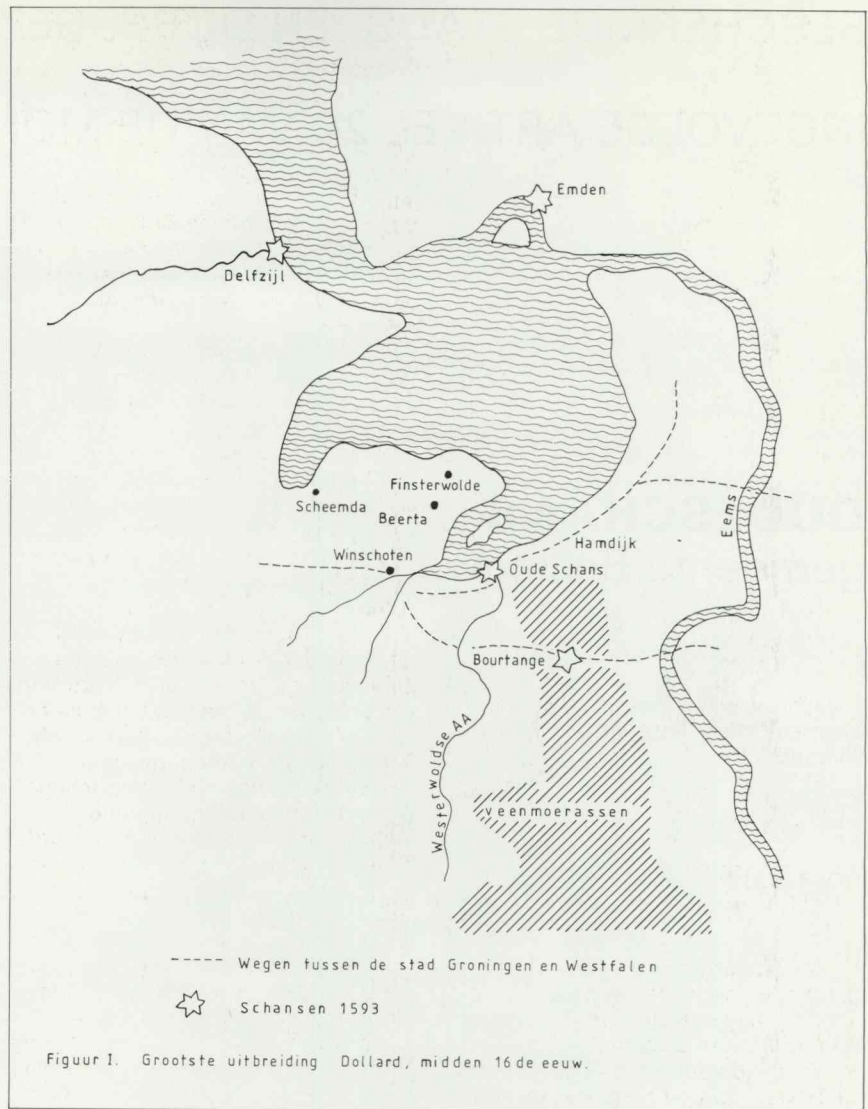 Emden
Delfzijl
Finsterwolde
Scheemda
Beerta
Eems
Winschoten
Hamdijk
Oude Schans
Bourtange
Westerwoldse AA
veenmoerassen
Wegen tussen de stad Groningen en Westfalen
Schansen 1593
Figuur I. Grootste uitbreiding Dollard, midden 16de eeuw.